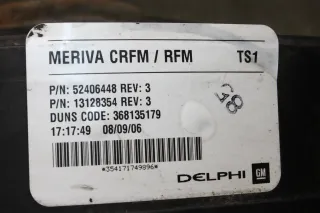 MERIVA CRFM / RFM TS1
P/N: 52406448 REV: 3
P/N: 13128354 REV: 3
DUNS CODE: 368135179
17:17:49 08/09/06
*354171749896*
DELPHI GM